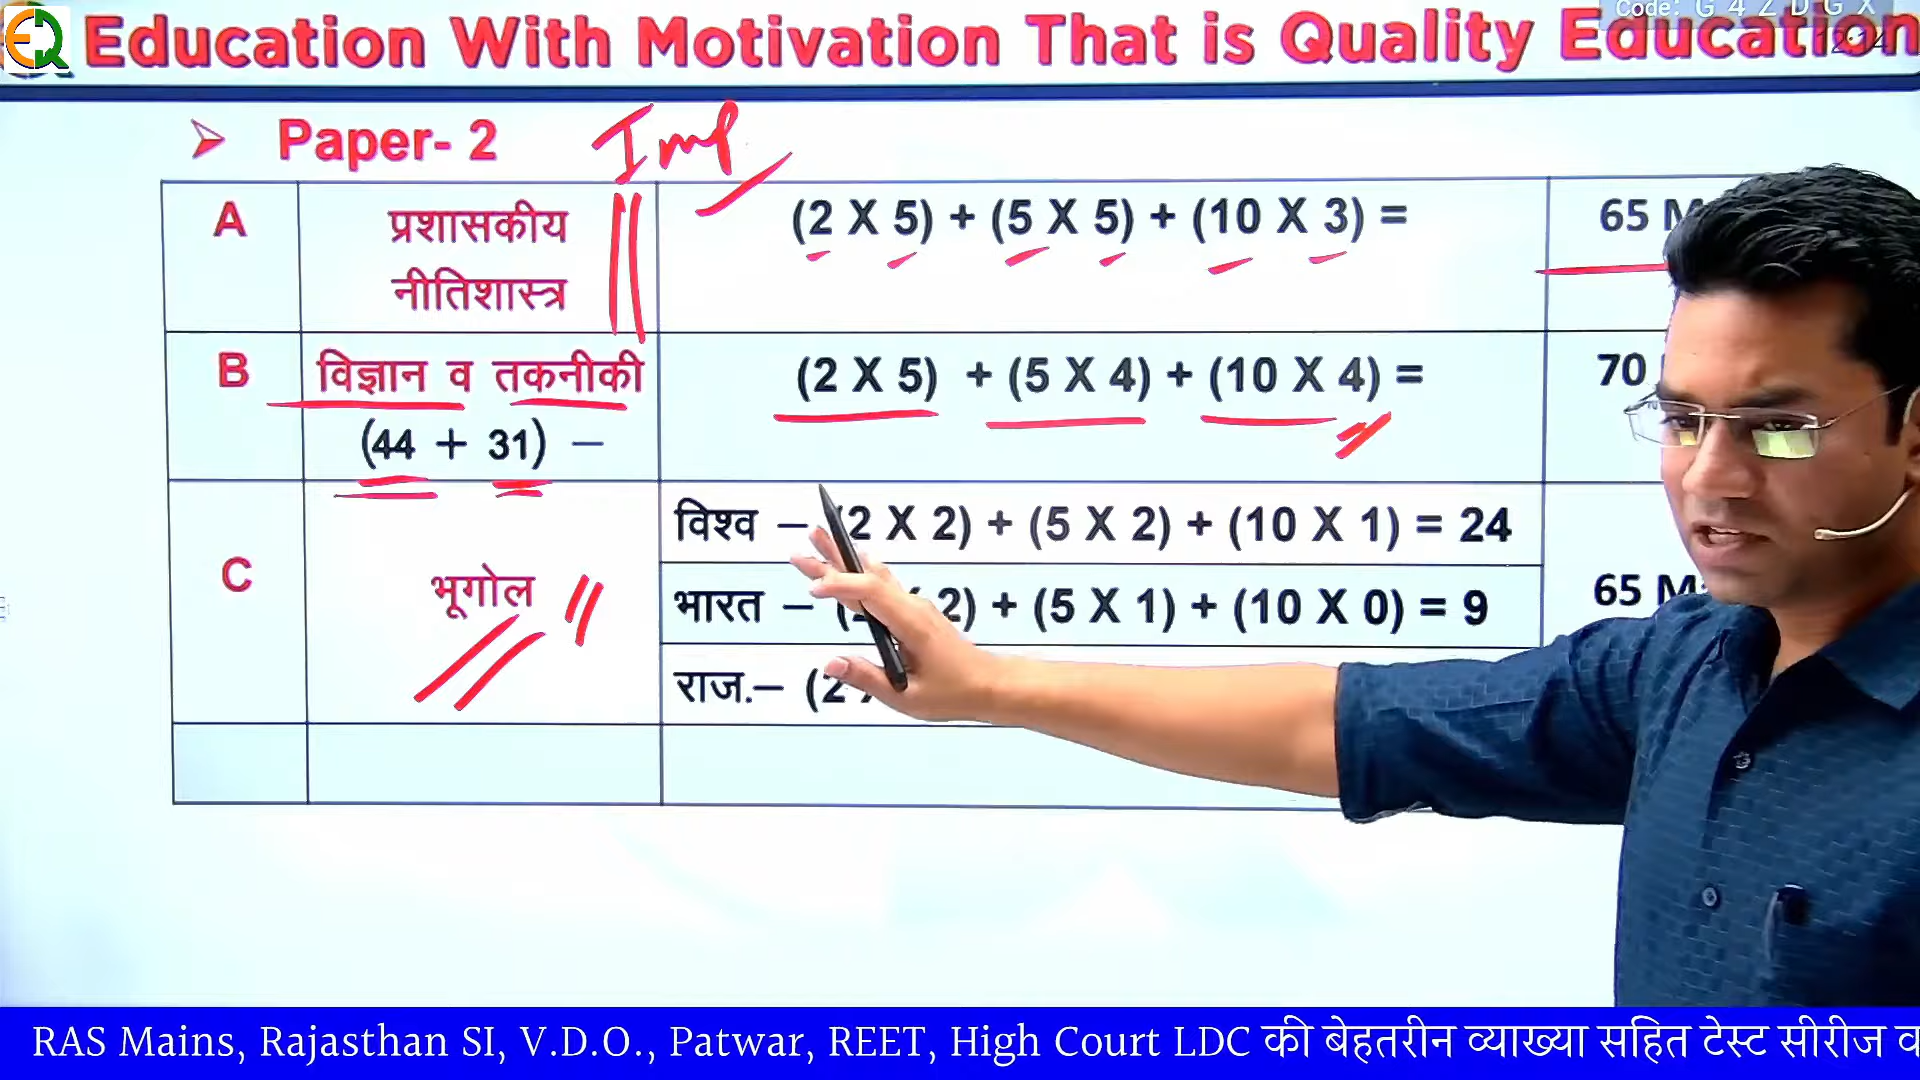 Code: G 4 Z D G X
EQ Education With Motivation That is Quality Education
12:14
➢ Paper- 2 Imp
A प्रशासकीय नीतिशास्त्र (2 X 5) + (5 X 5) + (10 X 3) = 65 M
B विज्ञान व तकनीकी (2 X 5) + (5 X 4) + (10 X 4) = 70
(44 + 31) –
C भूगोल 65 M
विश्व – (2 X 2) + (5 X 2) + (10 X 1) = 24
भारत – 2) + (5 X 1) + (10 X 0) = 9
राज.– (2
RAS Mains, Rajasthan SI, V.D.O., Patwar, REET, High Court LDC की बेहतरीन व्याख्या सहित टेस्ट सीरीज व